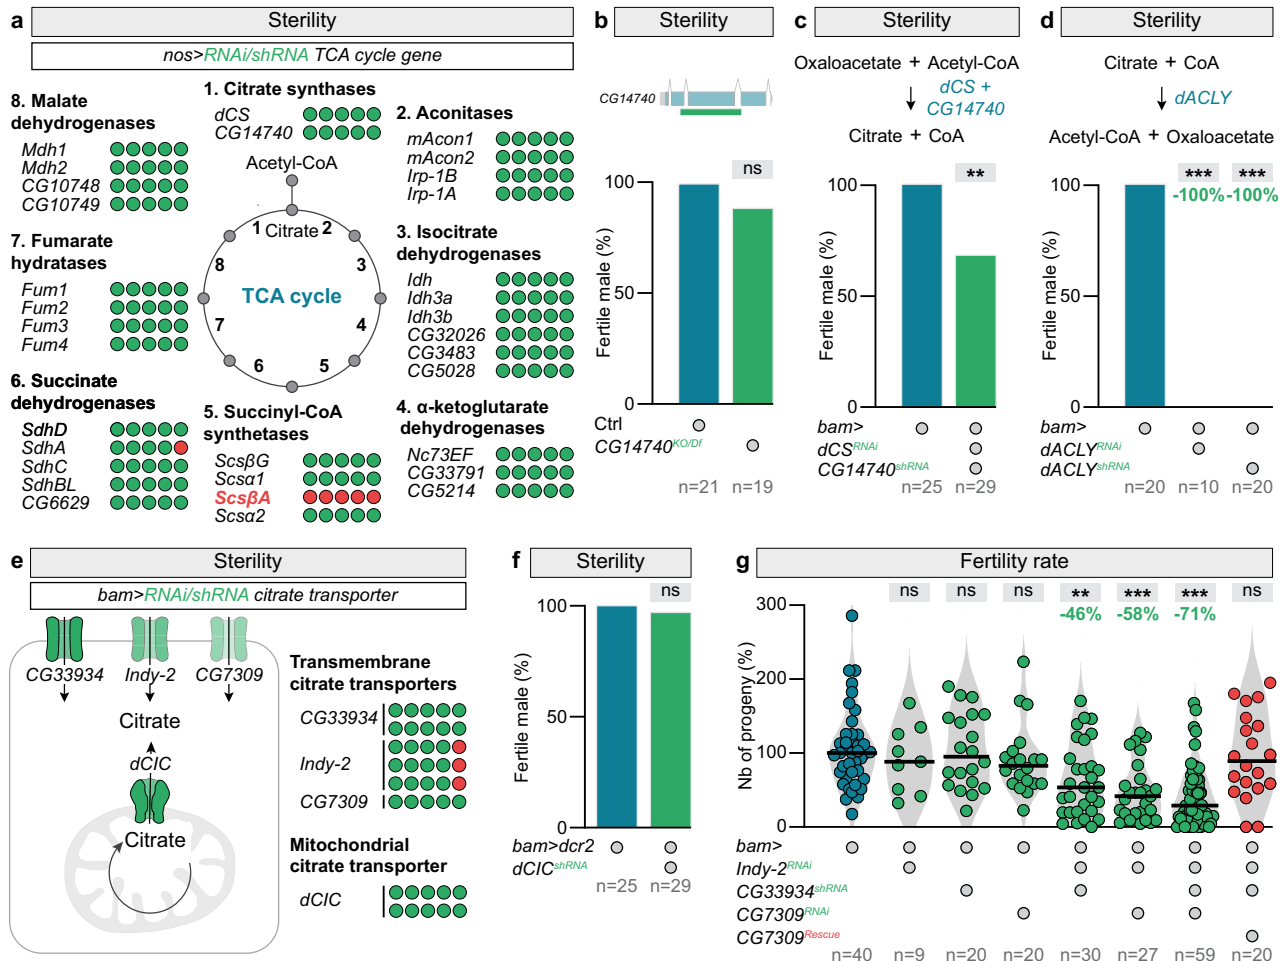 a
Sterility
nos>RNAi/shRNA TCA cycle gene
8. Malate
dehydrogenases
Mdh1
Mdh2
CG10748
CG10749
1. Citrate synthases
dCS
CG14740
2. Aconitases
mAcon1
mAcon2
Irp-1B
Irp-1A
Acetyl-CoA
Citrate
TCA cycle
1
2
3
4
5
6
7
8
7. Fumarate
hydratases
Fum1
Fum2
Fum3
Fum4
3. Isocitrate
dehydrogenases
Idh
Idh3a
Idh3b
CG32026
CG3483
CG5028
6. Succinate
dehydrogenases
SdhD
SdhA
SdhC
SdhBL
CG6629
5. Succinyl-CoA
synthetases
ScsβG
Scsα1
ScsβA
Scsα2
4. α-ketoglutarate
dehydrogenases
Nc73EF
CG33791
CG5214
b
Sterility
CG14740
ns
Fertile male (%)
100
50
0
Ctrl
CG14740KO/Df
n=21 n=19
c
Sterility
Oxaloacetate + Acetyl-CoA
dCS +
CG14740
Citrate + CoA
**
Fertile male (%)
100
50
0
bam>
dCSRNAi
CG14740shRNA
n=25 n=29
d
Sterility
Citrate + CoA
dACLY
Acetyl-CoA + Oxaloacetate
*** ***
-100% -100%
Fertile male (%)
100
50
0
bam>
dACLYRNAi
dACLYshRNA
n=20 n=10 n=20
e
Sterility
bam>RNAi/shRNA citrate transporter
CG33934 Indy-2 CG7309
Citrate
dCIC
Citrate
Transmembrane
citrate transporters
CG33934
Indy-2
CG7309
Mitochondrial
citrate transporter
dCIC
f
Sterility
ns
Fertile male (%)
100
50
0
bam>dcr2
dCICshRNA
n=25 n=29
g
Fertility rate
ns ns ns ** *** *** ns
-46% -58% -71%
Nb of progeny (%)
300
200
100
0
bam>
Indy-2RNAi
CG33934shRNA
CG7309RNAi
CG7309Rescue
n=40 n=9 n=20 n=20 n=30 n=27 n=59 n=20